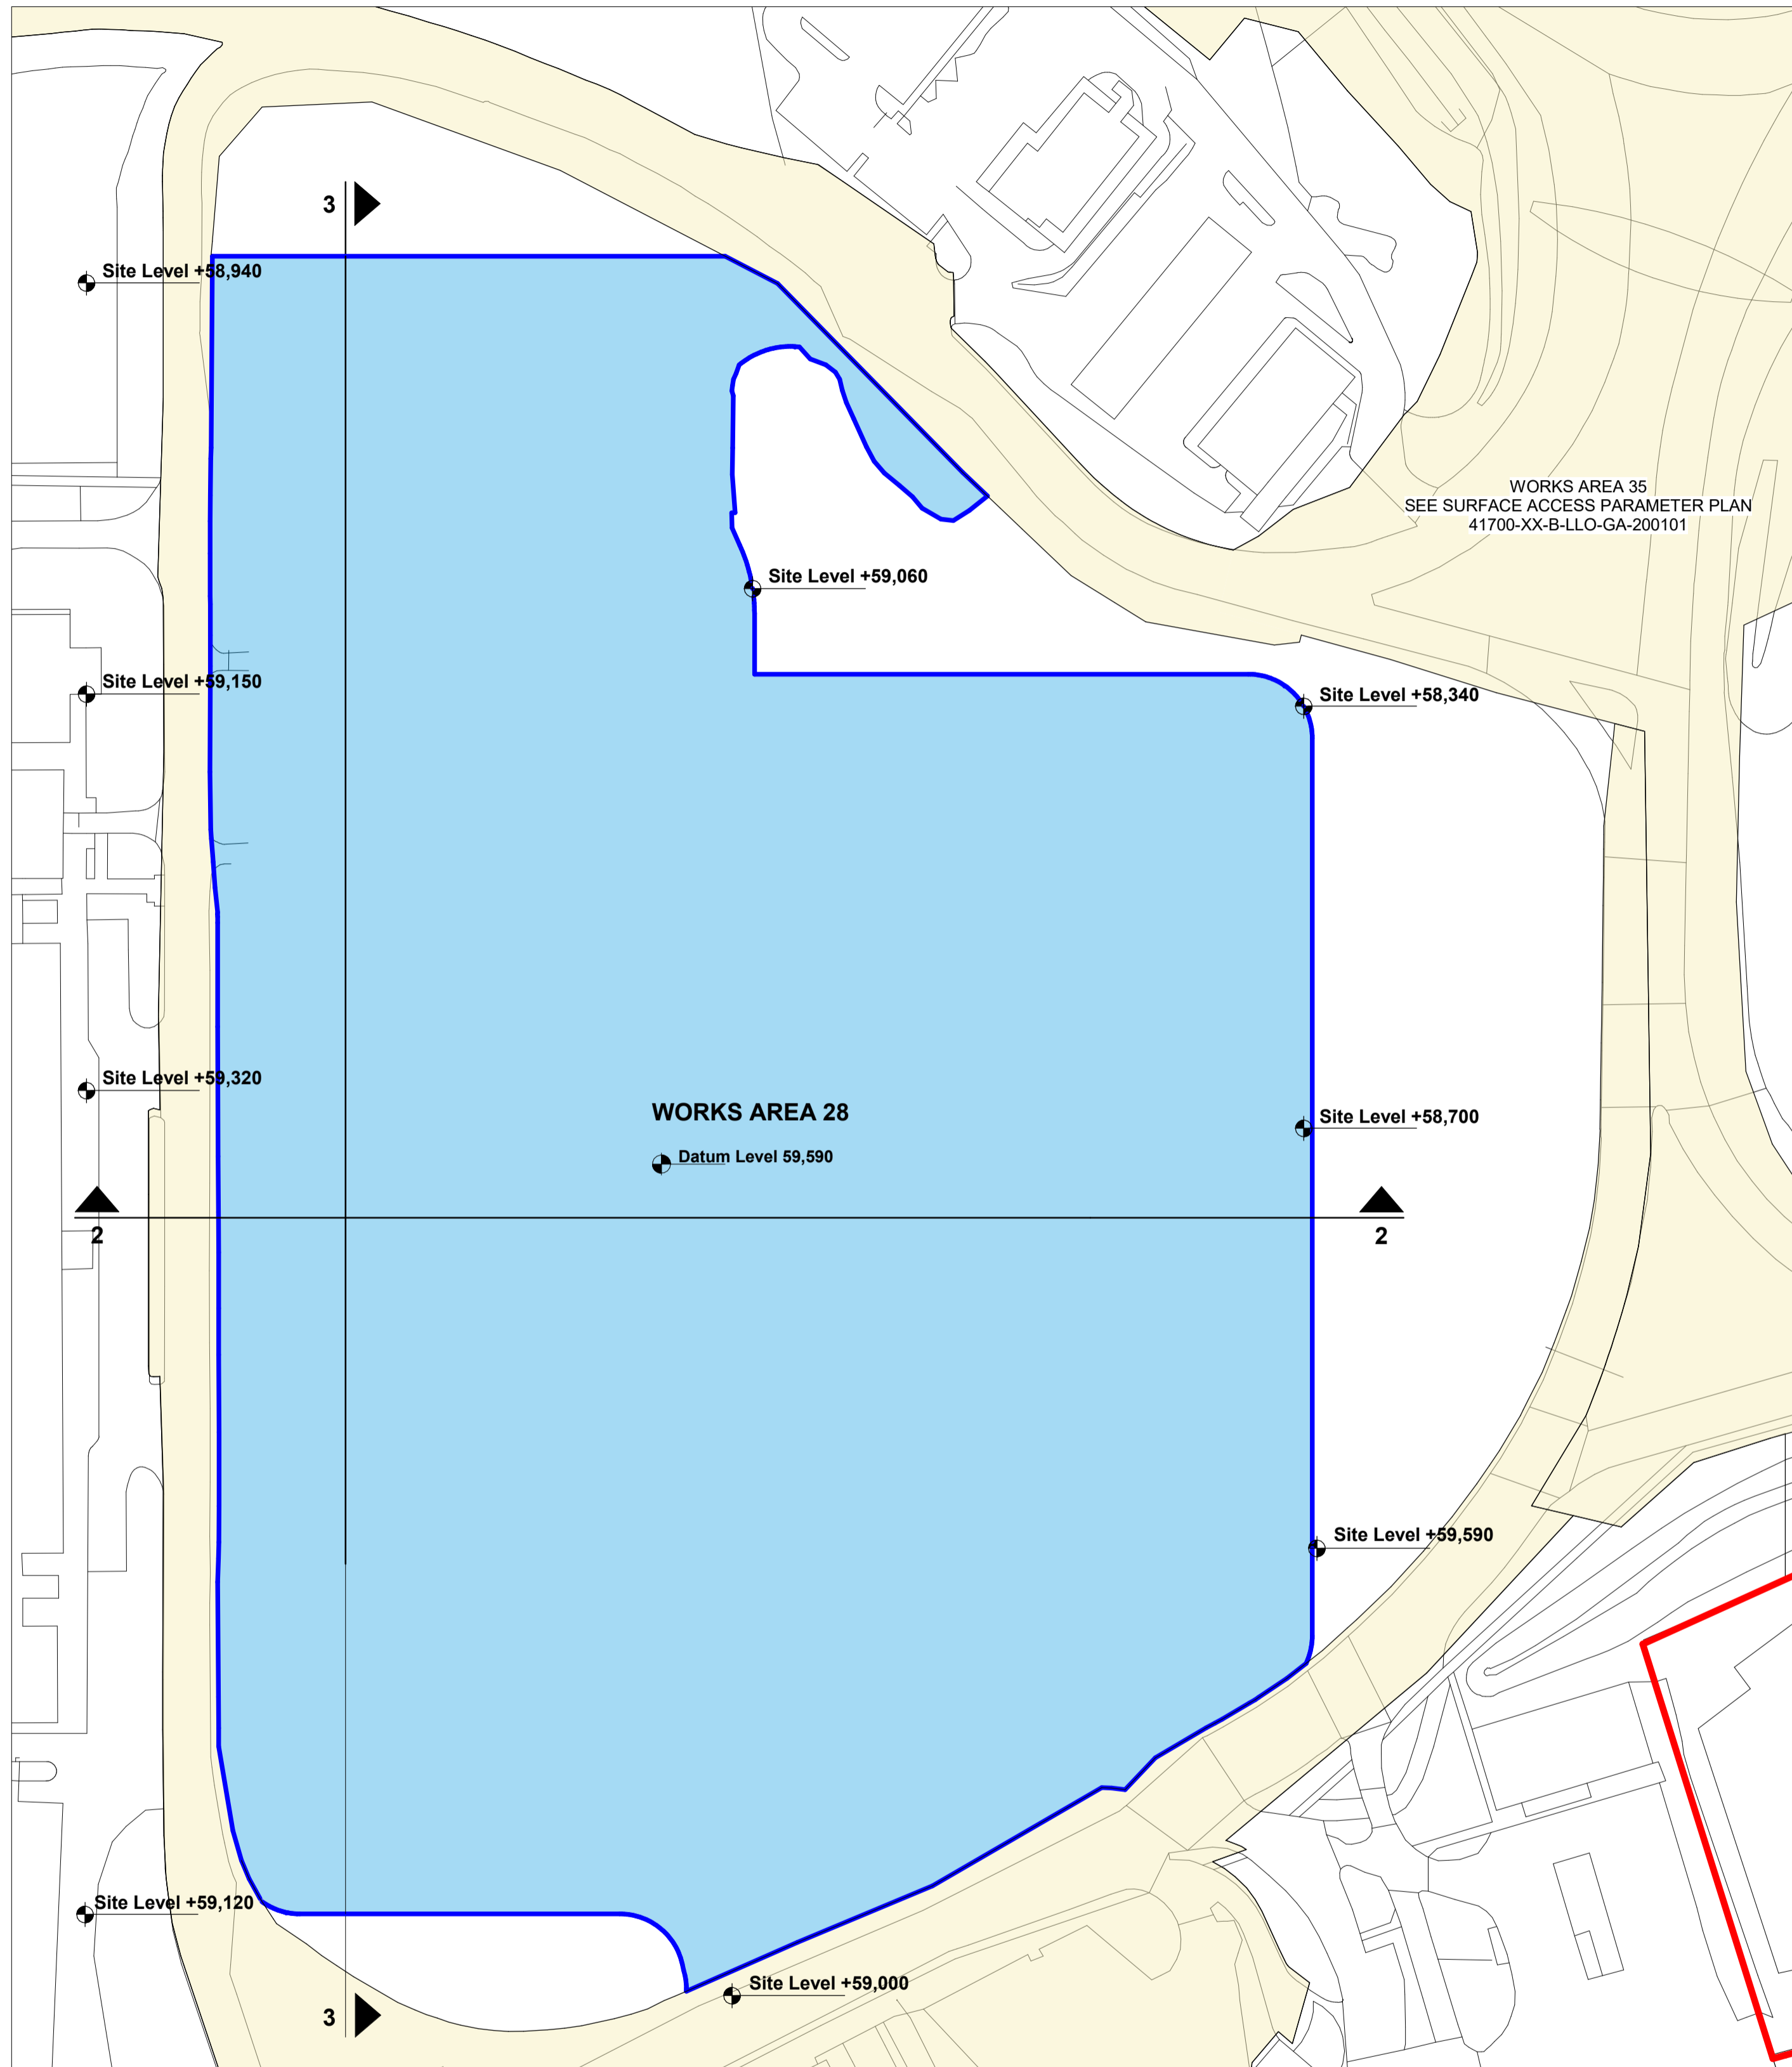 3
Site Level +58,940
WORKS AREA 35
SEE SURFACE ACCESS PARAMETER PLAN
41700-XX-B-LLO-GA-200101
Site Level +59,060
Site Level +59,150
Site Level +58,340
Site Level +59,320
WORKS AREA 28
Site Level +58,700
Datum Level 59,590
2
2
Site Level +59,590
Site Level +59,120
Site Level +59,000
3